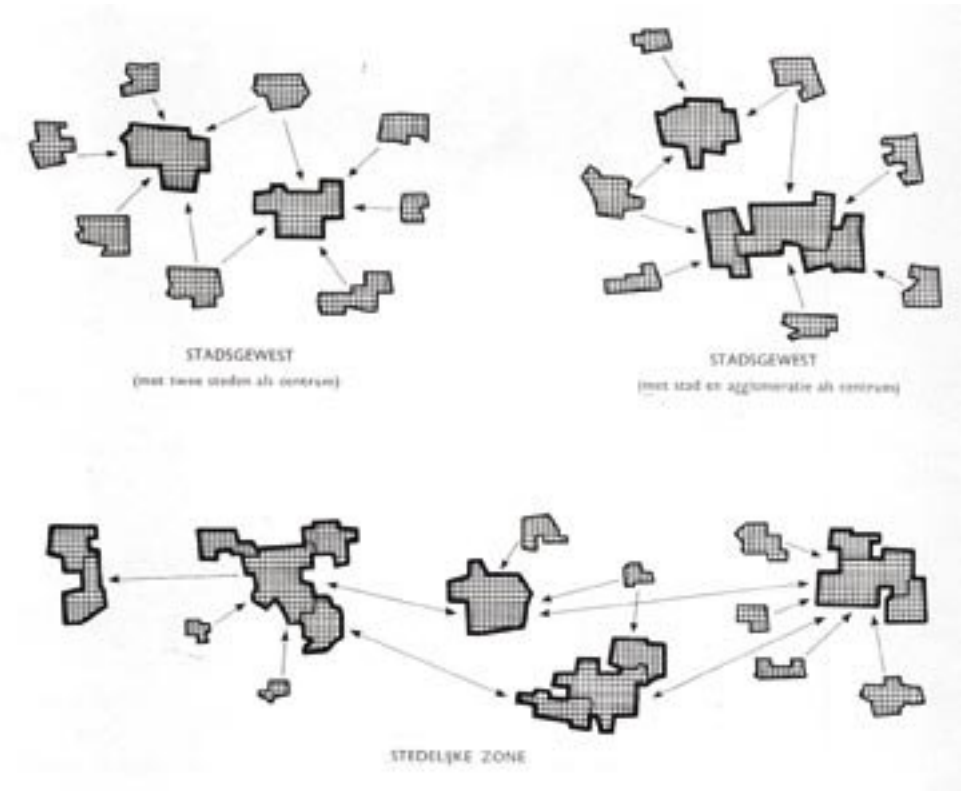 STADSGEWEST
(met twee steden als centrum)
STADSGEWEST
(met stad en agglomeratie als centrum)
STEDELIJKE ZONE